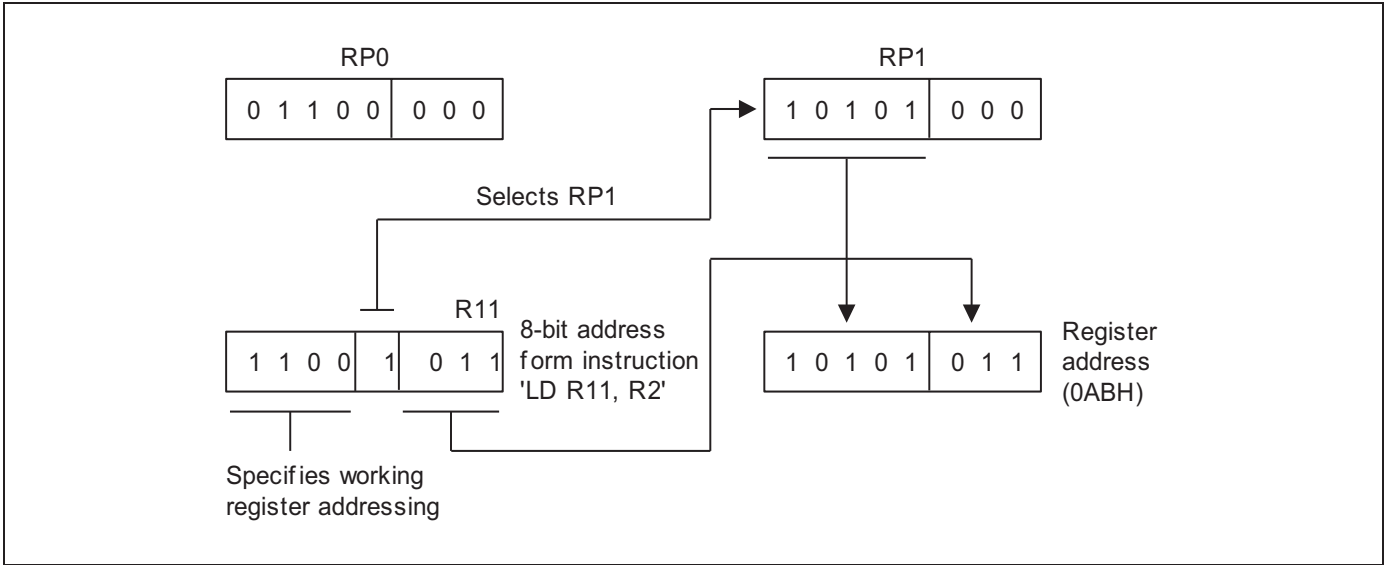 RP0
RP1
0 1 1 0 0 0 0 0
1 0 1 0 1 0 0 0
Selects RP1
R11
1 1 0 0 1 0 1 1
8-bit address
form instruction
'LD R11, R2'
1 0 1 0 1 0 1 1
Register
address
(0ABH)
Specifies working
register addressing